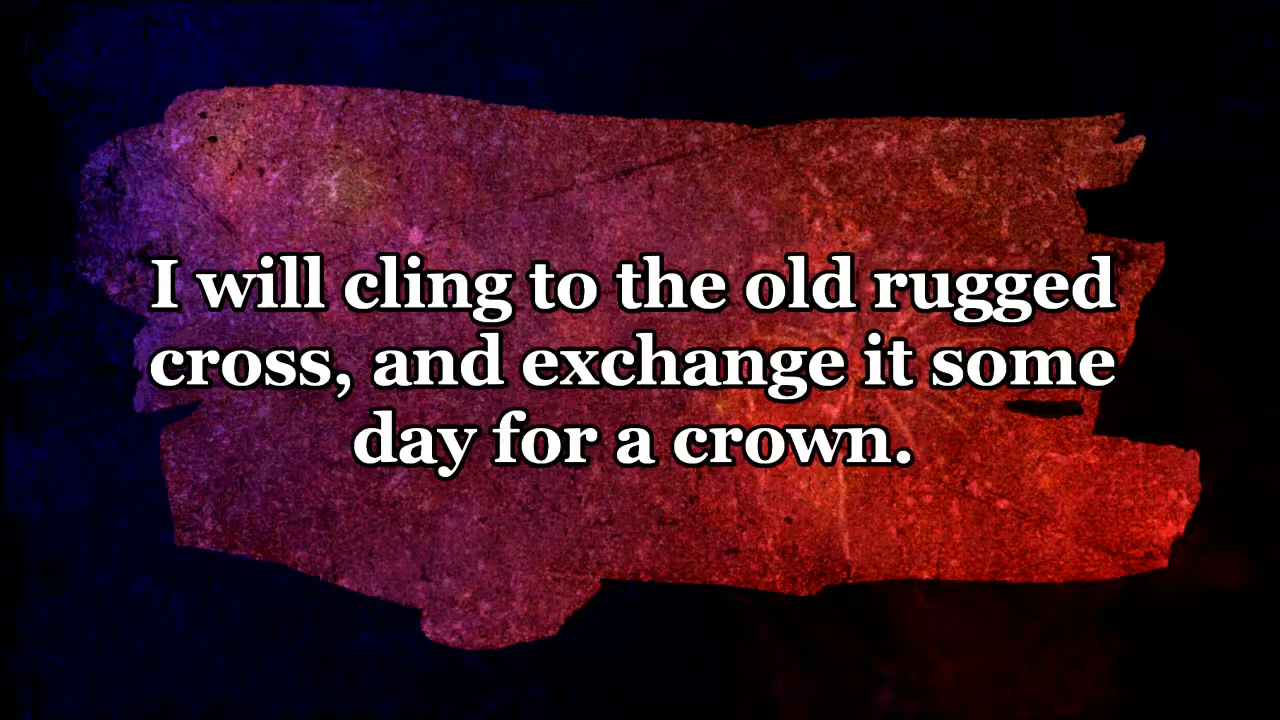 I will cling to the old rugged
cross, and exchange it some
day for a crown.